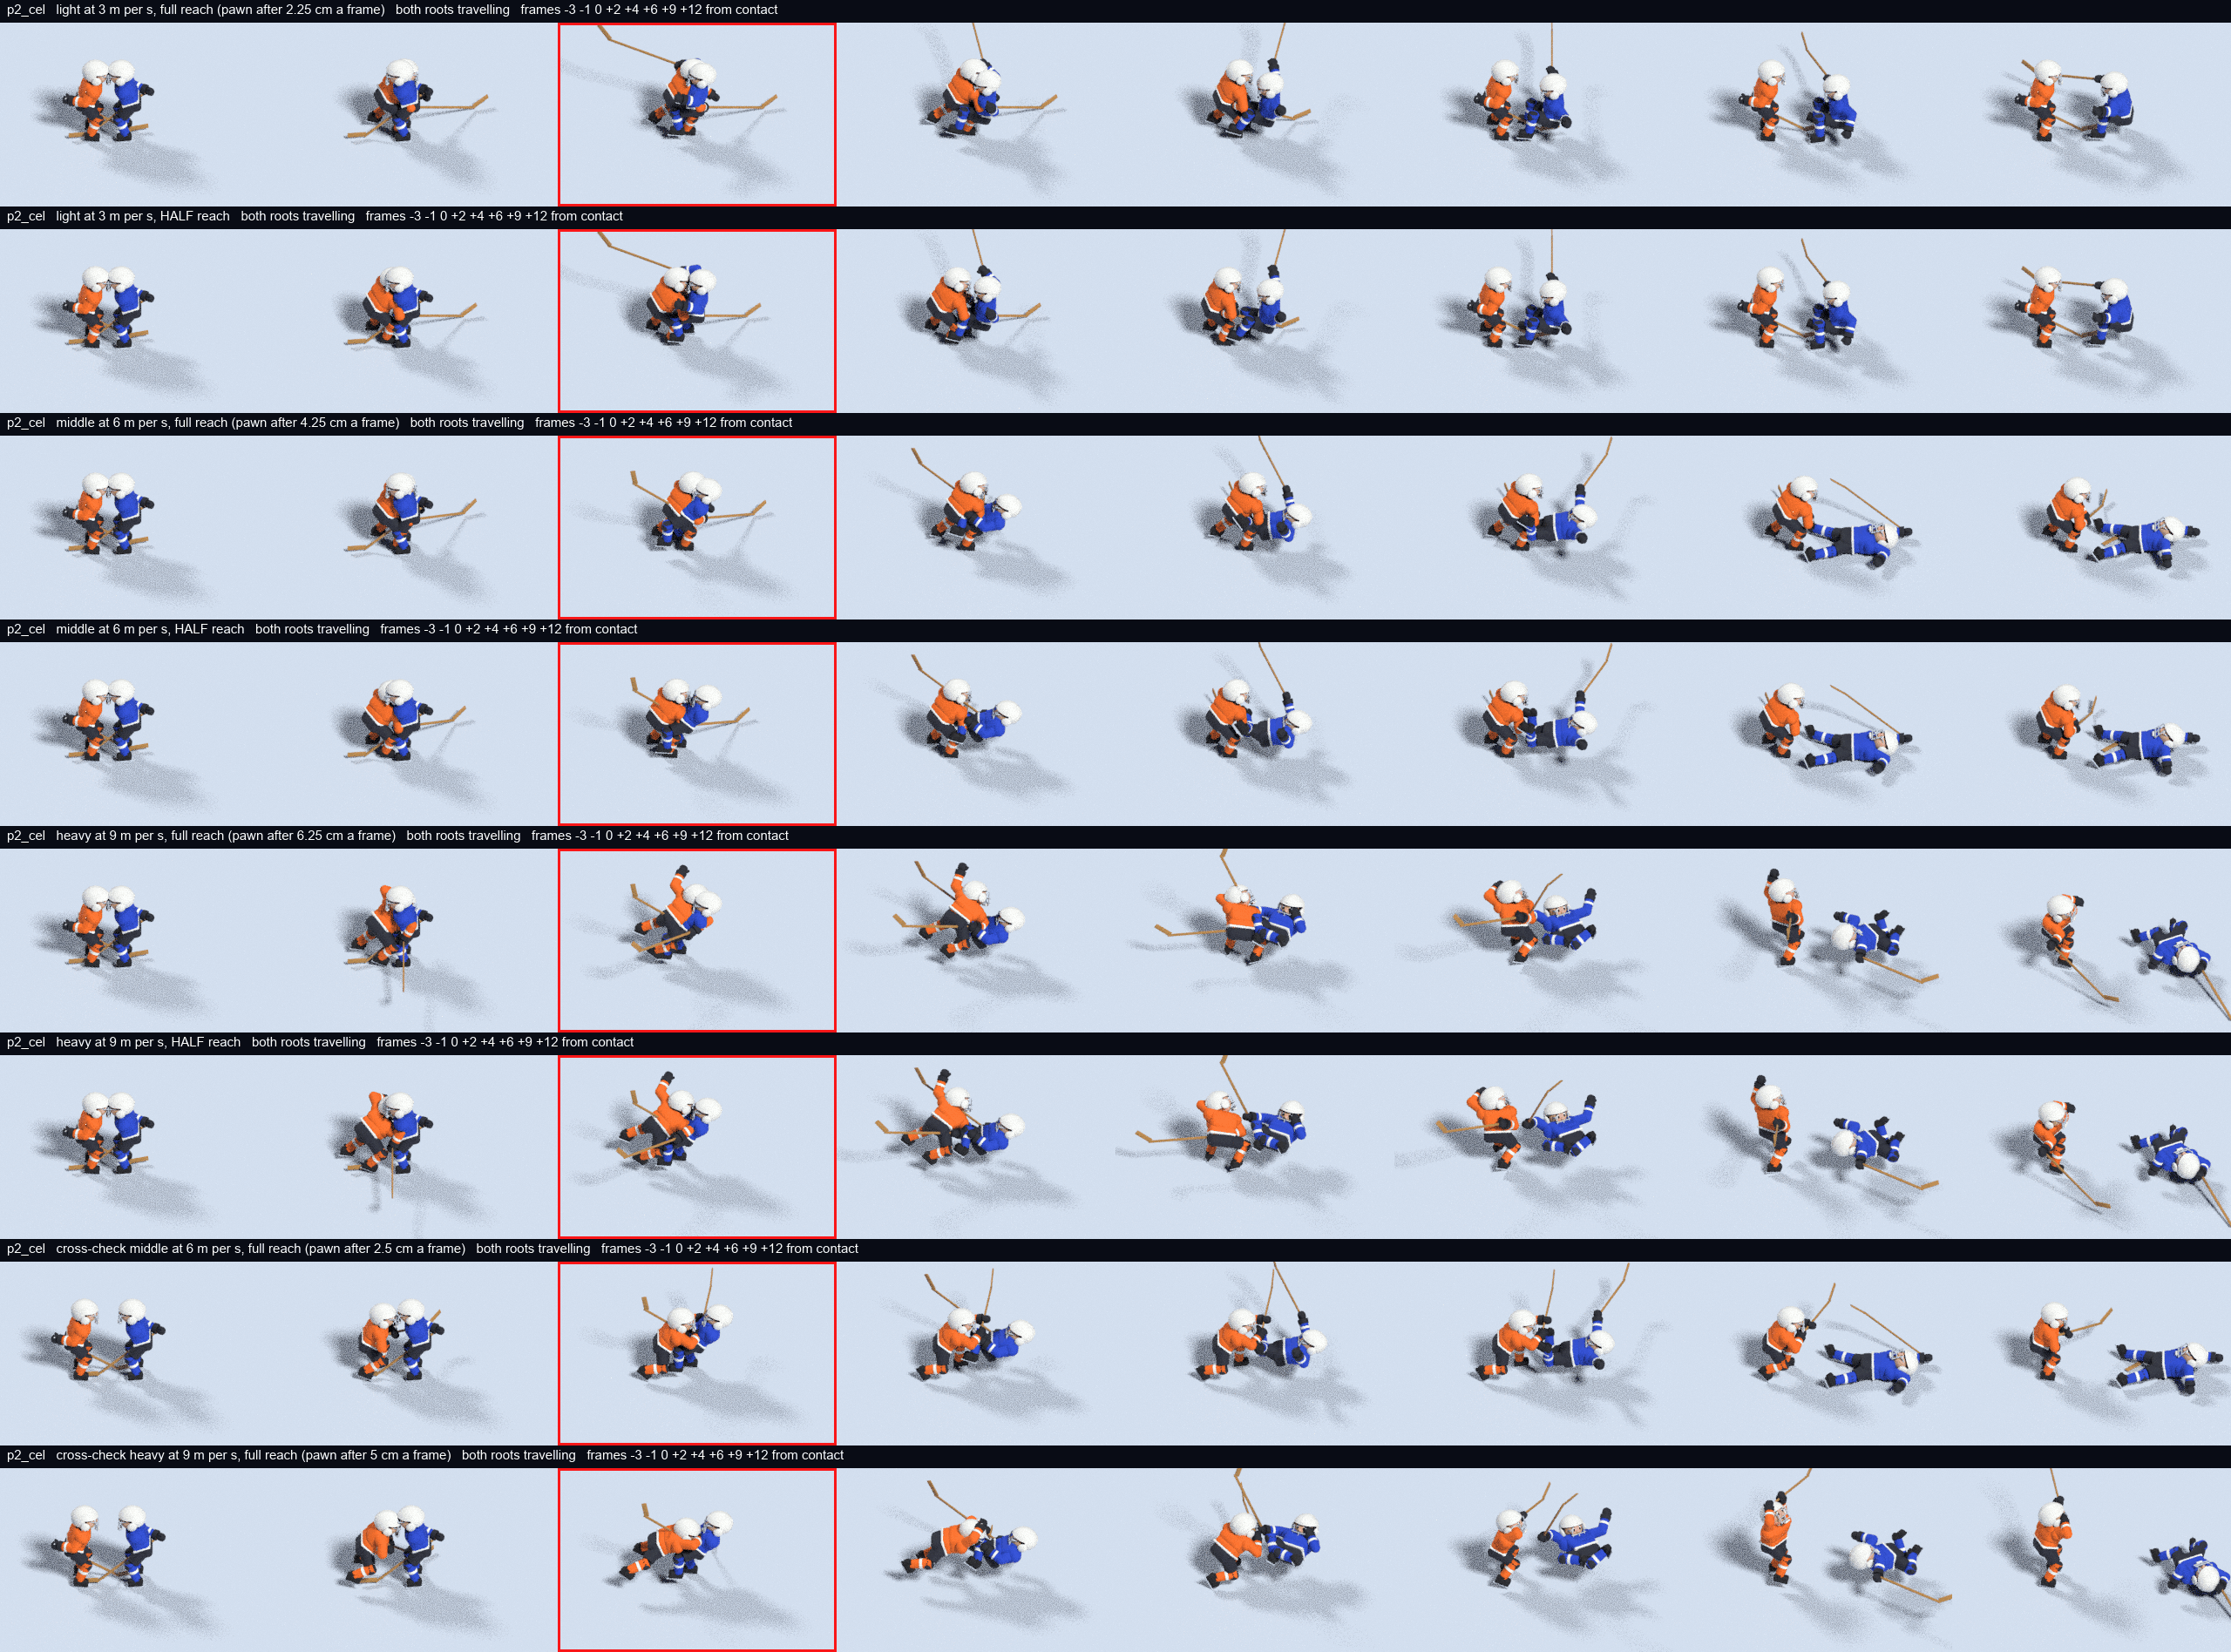 p2_cel light at 3 m per s, full reach (pawn after 2.25 cm a frame) both roots travelling frames -3 -1 0 +2 +4 +6 +9 +12 from contact
p2_cel light at 3 m per s, HALF reach both roots travelling frames -3 -1 0 +2 +4 +6 +9 +12 from contact
p2_cel middle at 6 m per s, full reach (pawn after 4.25 cm a frame) both roots travelling frames -3 -1 0 +2 +4 +6 +9 +12 from contact
p2_cel middle at 6 m per s, HALF reach both roots travelling frames -3 -1 0 +2 +4 +6 +9 +12 from contact
p2_cel heavy at 9 m per s, full reach (pawn after 6.25 cm a frame) both roots travelling frames -3 -1 0 +2 +4 +6 +9 +12 from contact
p2_cel heavy at 9 m per s, HALF reach both roots travelling frames -3 -1 0 +2 +4 +6 +9 +12 from contact
p2_cel cross-check middle at 6 m per s, full reach (pawn after 2.5 cm a frame) both roots travelling frames -3 -1 0 +2 +4 +6 +9 +12 from contact
p2_cel cross-check heavy at 9 m per s, full reach (pawn after 5 cm a frame) both roots travelling frames -3 -1 0 +2 +4 +6 +9 +12 from contact